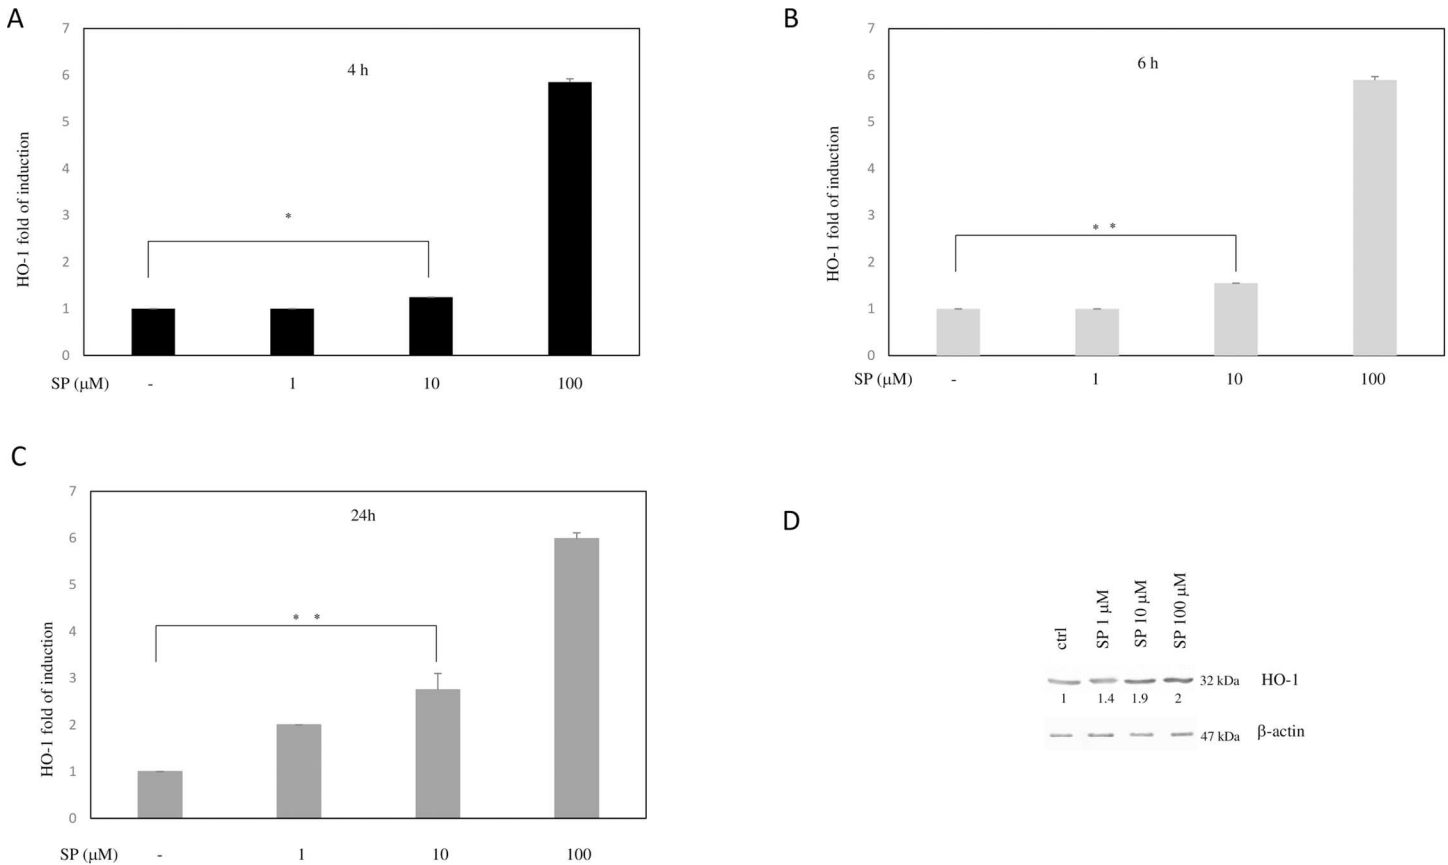 A
7
6
5
4
3
2
1
0
HO-1 fold of induction
4 h
*
SP (μM) - 1 10 100
B
7
6
5
4
3
2
1
0
HO-1 fold of induction
6 h
* *
SP (μM) - 1 10 100
C
7
6
5
4
3
2
1
0
HO-1 fold of induction
24h
* *
SP (μM) - 1 10 100
D
ctrl
SP 1 μM
SP 10 μM
SP 100 μM
32 kDa HO-1
1 1.4 1.9 2
47 kDa β-actin